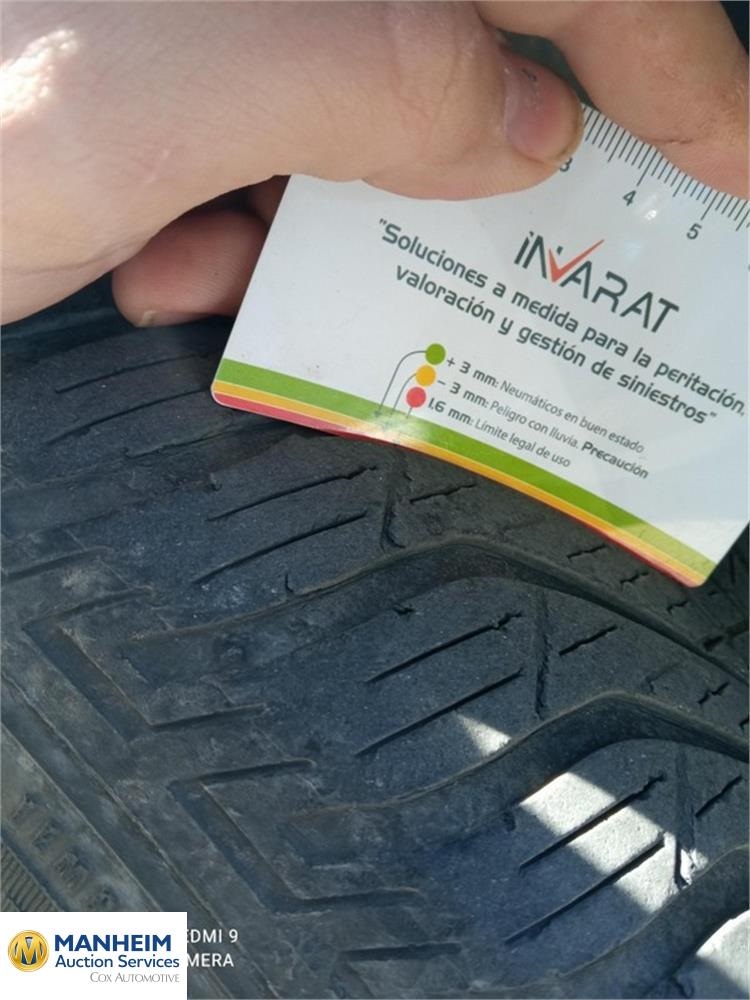 3 4 5
INARAT
"Soluciones a medida para la peritación,
valoración y gestión de siniestros"
+ 3 mm: Neumáticos en buen estado
- 3 mm: Peligro con lluvia. Precaución
1.6 mm: Límite legal de uso
MANHEIM
Auction Services
COX AUTOMOTIVE
EDMI 9
MERA